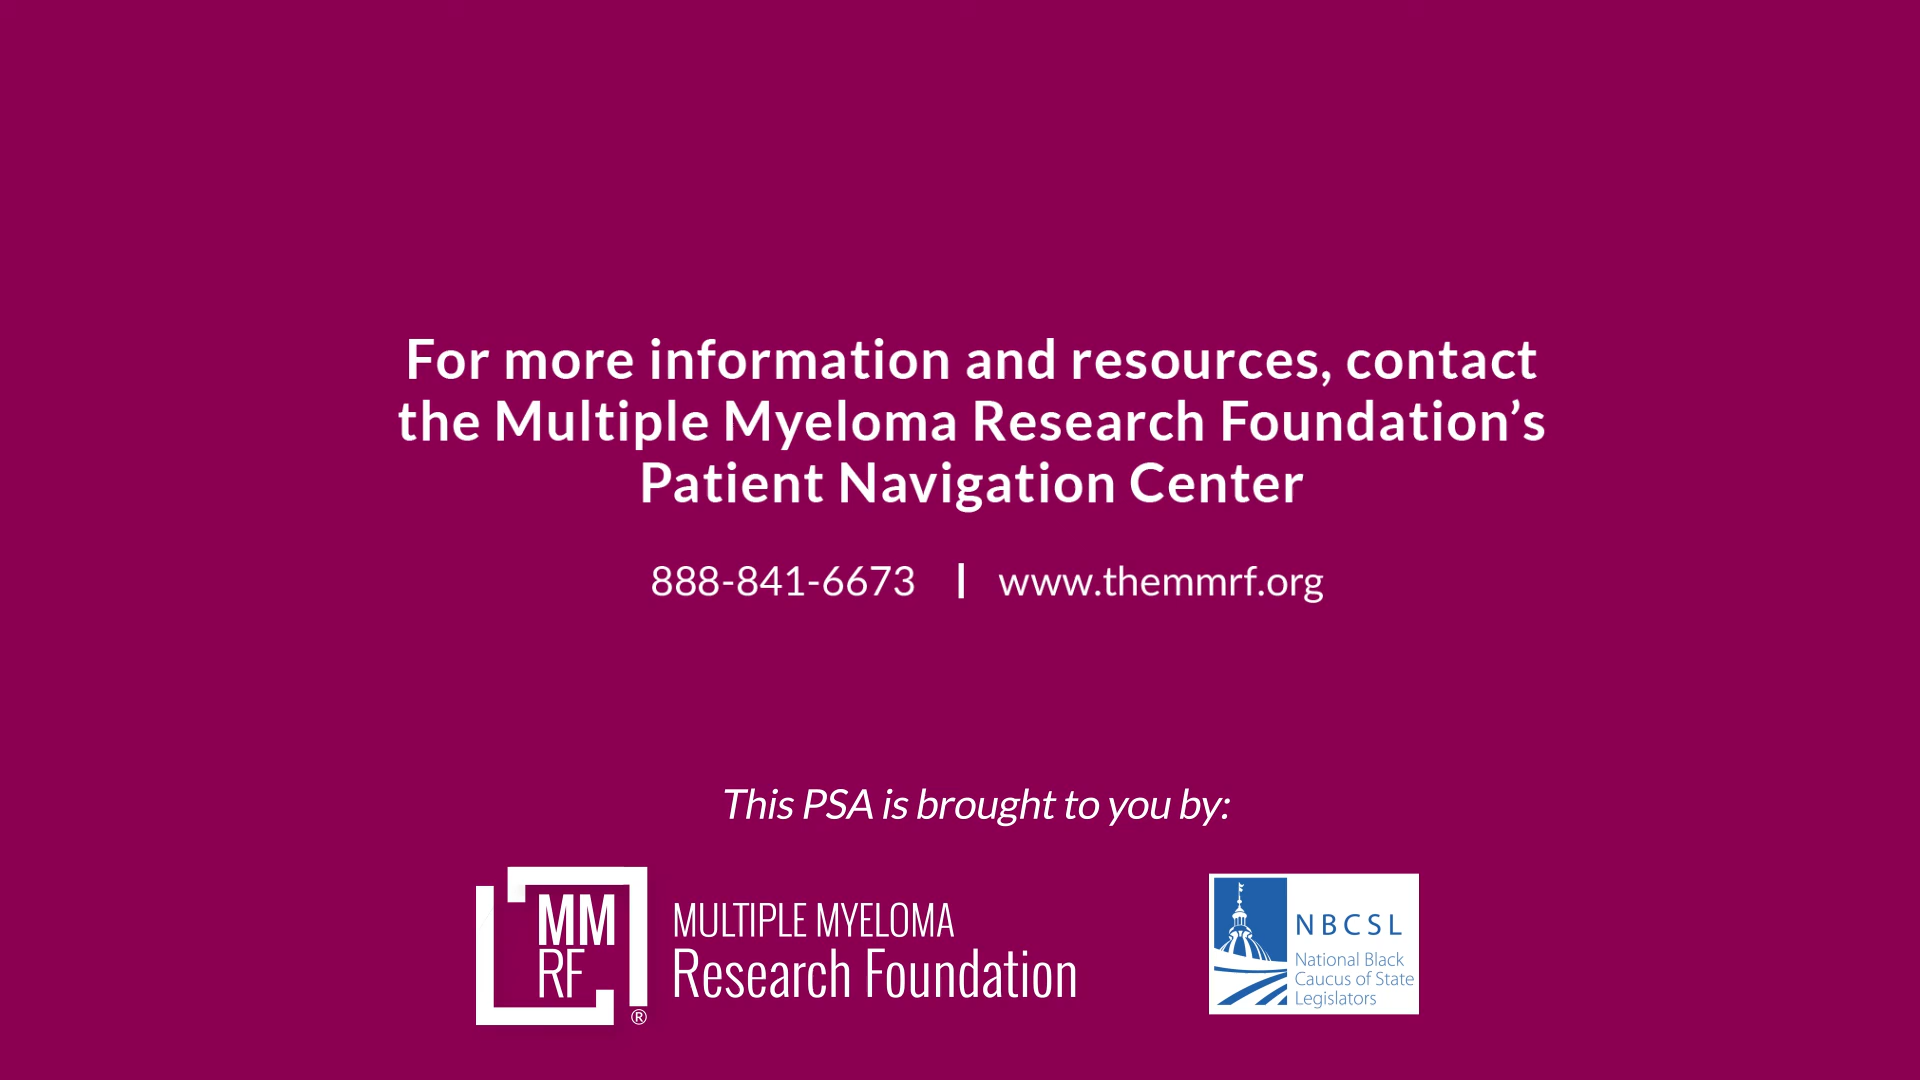 For more information and resources, contact
the Multiple Myeloma Research Foundation’s
Patient Navigation Center
888-841-6673 | www.themmrf.org
This PSA is brought to you by:
MM
RF
®
MULTIPLE MYELOMA
Research Foundation
NBCSL
National Black
Caucus of State
Legislators